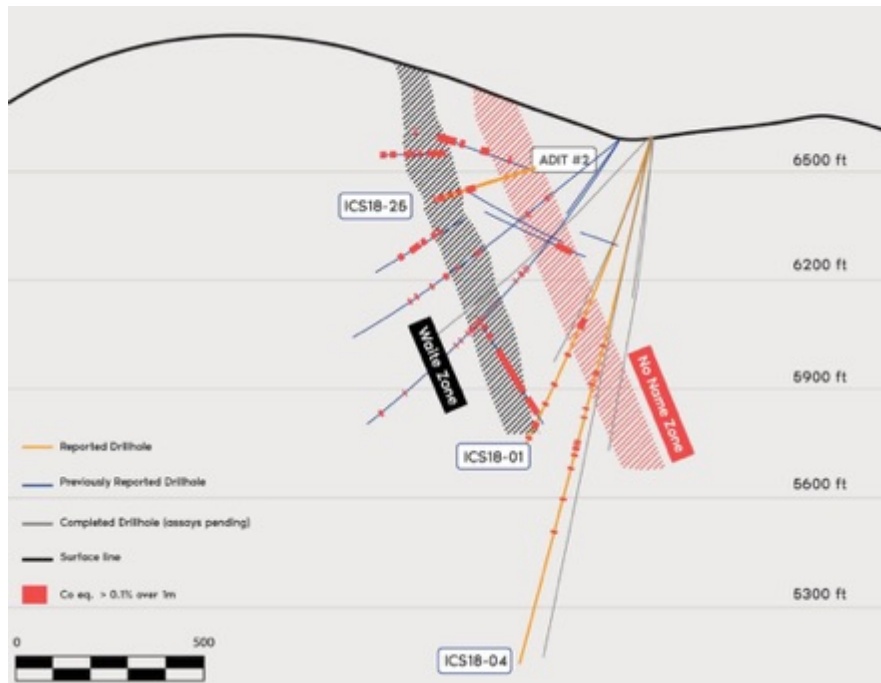 6500 ft
ADIT #2
ICS18-25
6200 ft
Waite Zone
5900 ft
No Name Zone
Reported Drillhole
ICS18-01
Previously Reported Drillhole
5600 ft
Completed Drillhole (assays pending)
Surface line
Co eq. > 0.1% over 1m
5300 ft
0 500
ICS18-04